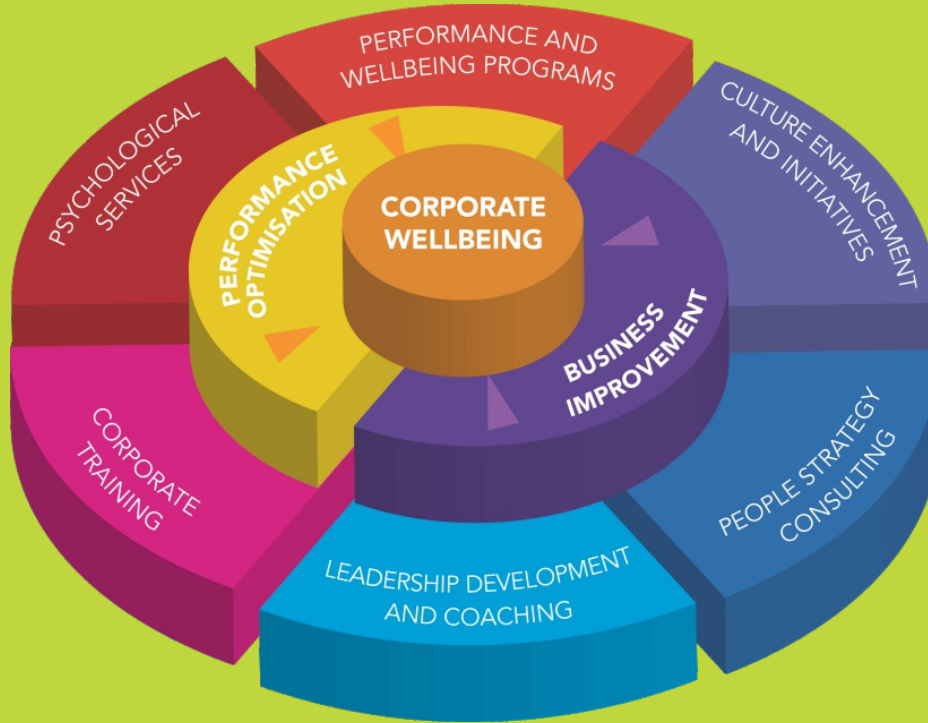 PERFORMANCE AND
WELLBEING PROGRAMS
CULTURE ENHANCEMENT
AND INITIATIVES
PEOPLE STRATEGY
CONSULTING
LEADERSHIP DEVELOPMENT
AND COACHING
CORPORATE
TRAINING
PSYCHOLOGICAL
SERVICES
PERFORMANCE
OPTIMISATION
BUSINESS
IMPROVEMENT
CORPORATE
WELLBEING